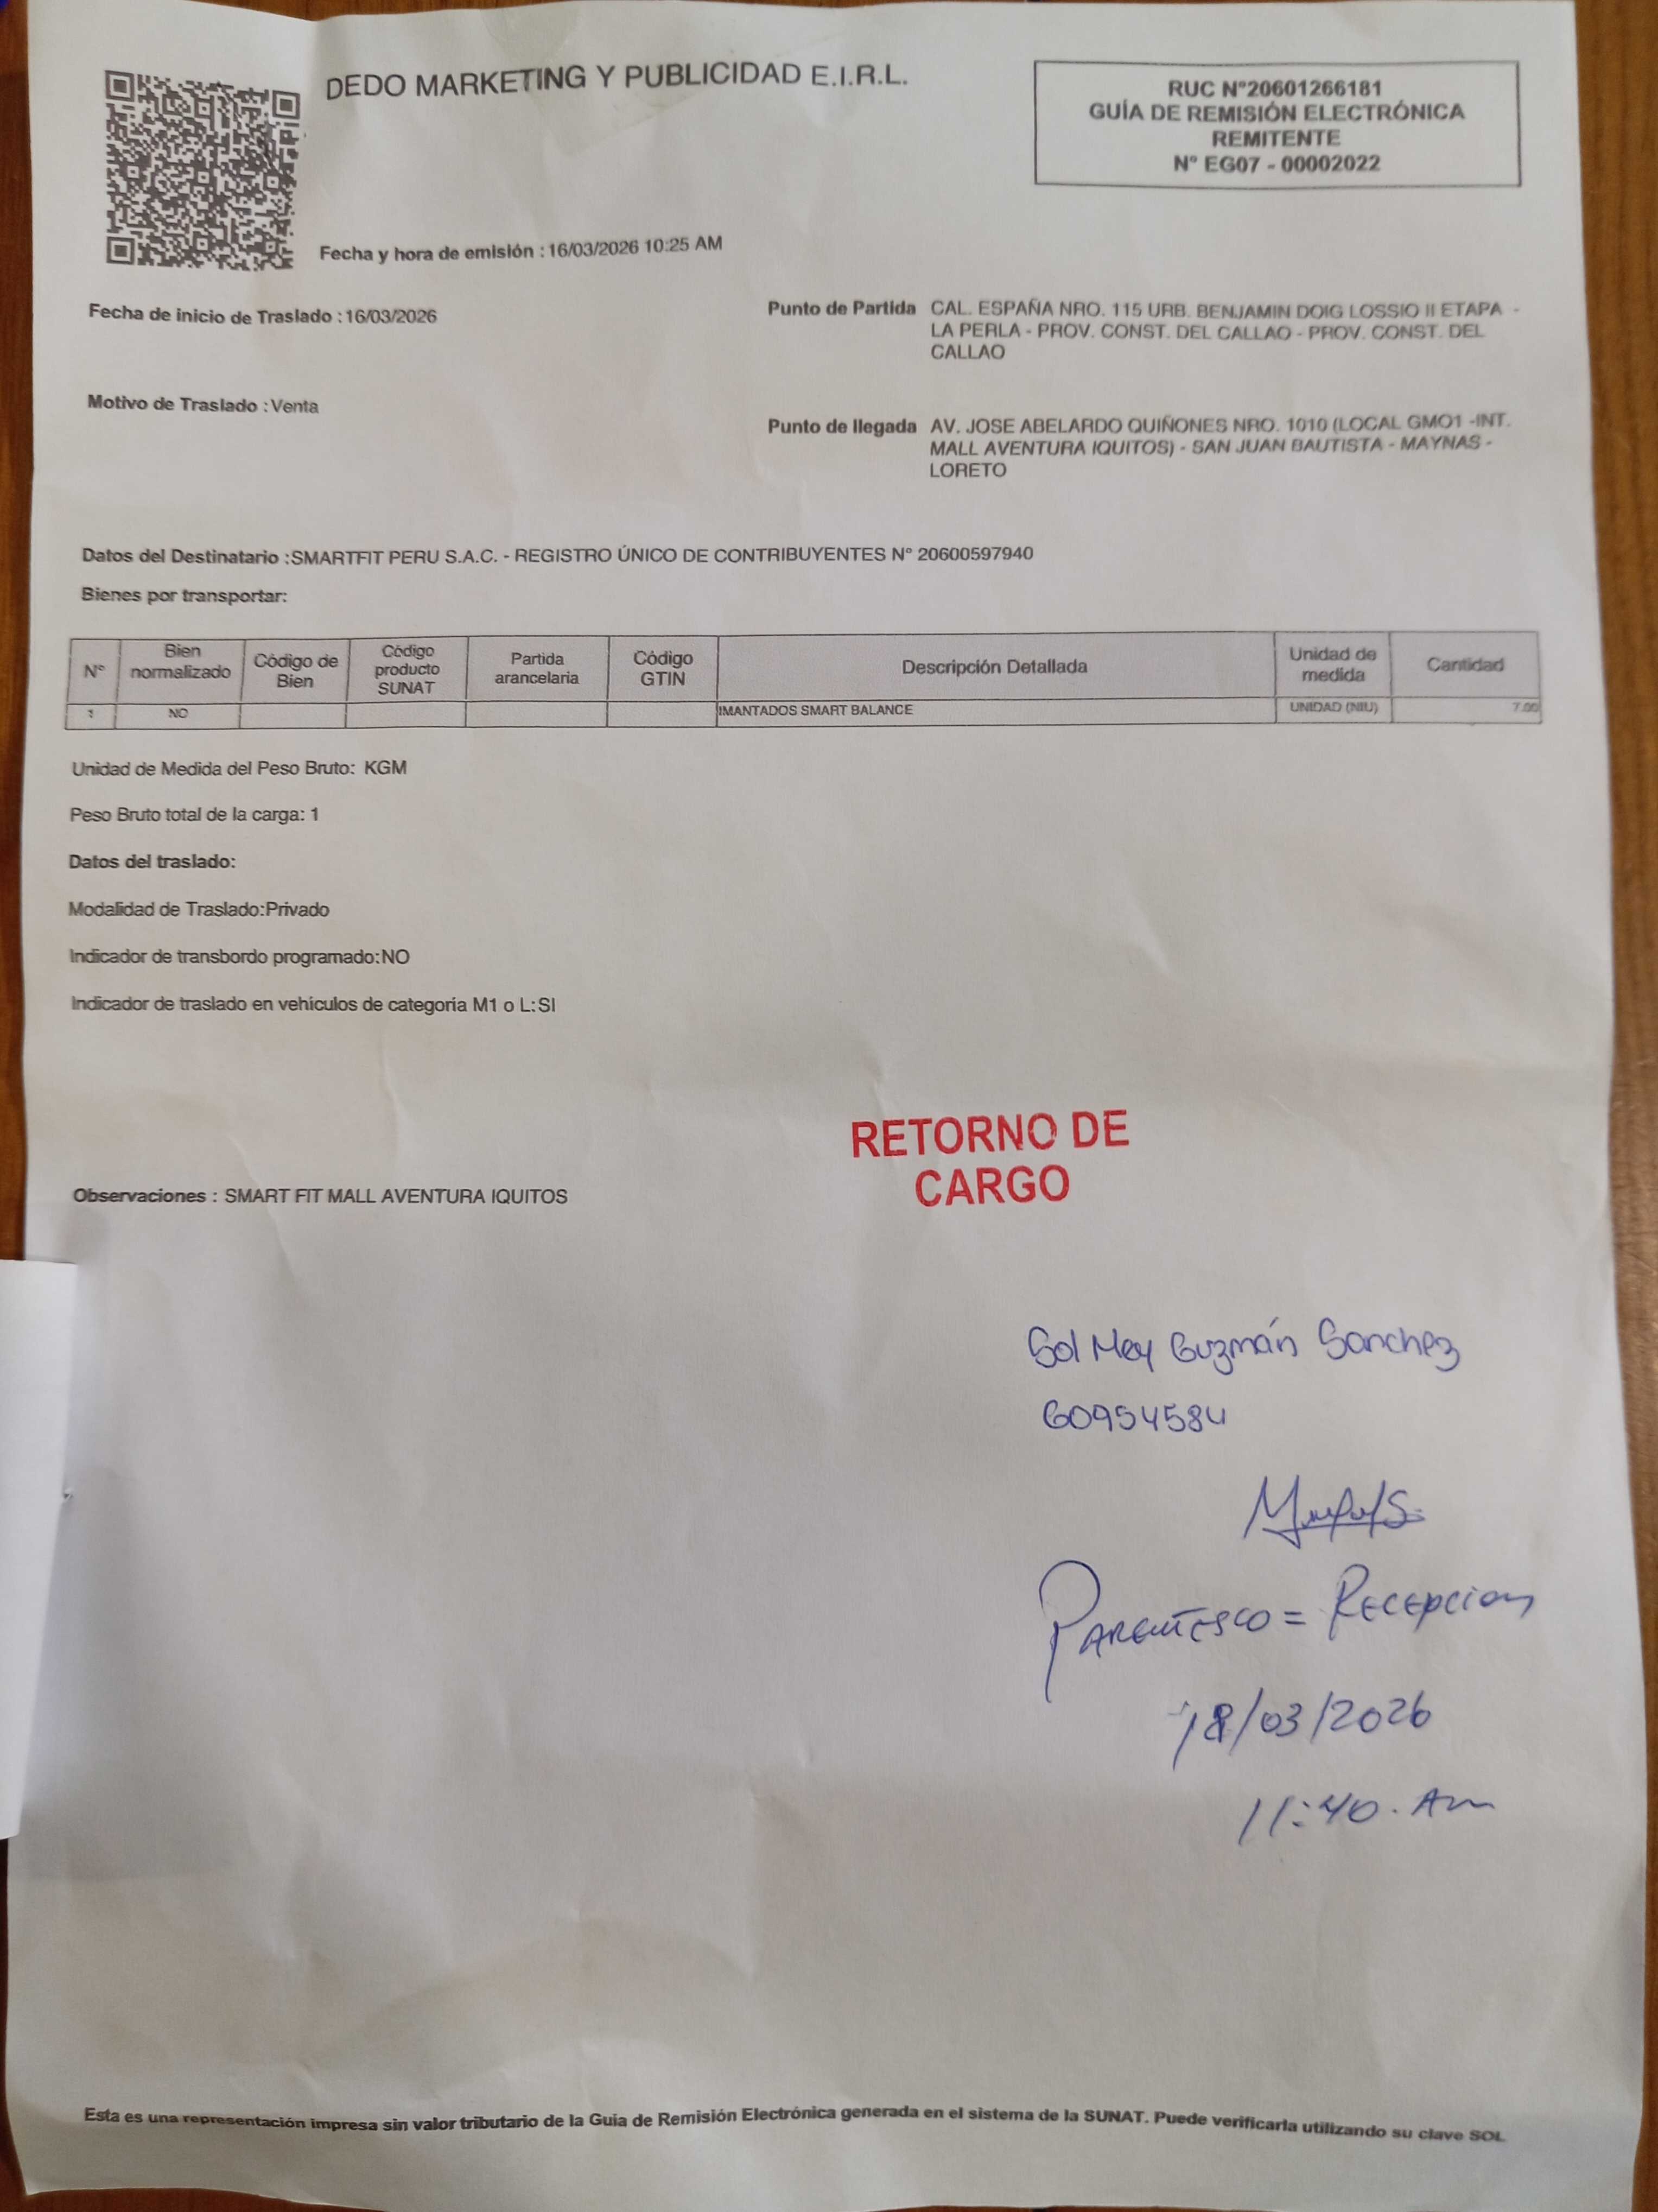 DEDO MARKETING Y PUBLICIDAD E.I.R.L.
RUC N°20601266181
GUÍA DE REMISIÓN ELECTRÓNICA
REMITENTE
N° EG07 - 00002022
Fecha y hora de emisión : 16/03/2026 10:25 AM
Fecha de inicio de Traslado : 16/03/2026
Punto de Partida CAL. ESPAÑA NRO. 115 URB. BENJAMIN DOIG LOSSIO II ETAPA -
LA PERLA - PROV. CONST. DEL CALLAO - PROV. CONST. DEL
CALLAO
Motivo de Traslado : Venta
Punto de llegada AV. JOSE ABELARDO QUIÑONES NRO. 1010 (LOCAL GMO1 -INT.
MALL AVENTURA IQUITOS) - SAN JUAN BAUTISTA - MAYNAS -
LORETO
Datos del Destinatario :SMARTFIT PERU S.A.C. - REGISTRO ÚNICO DE CONTRIBUYENTES N° 20600597940
Bienes por transportar:
N° Bien normalizado Código de Bien Código producto SUNAT Partida arancelaria Código GTIN Descripción Detallada Unidad de medida Cantidad
1 NO IMANTADOS SMART BALANCE UNIDAD (NIU) 7.00
Unidad de Medida del Peso Bruto: KGM
Peso Bruto total de la carga: 1
Datos del traslado:
Modalidad de Traslado:Privado
Indicador de transbordo programado:NO
Indicador de traslado en vehículos de categoría M1 o L:SI
RETORNO DE
CARGO
Observaciones : SMART FIT MALL AVENTURA IQUITOS
Sol Mey Guzmán Sanchez
60954584
PARENTESCO = RECEPCION
18/03/2026
11:40. Am
Esta es una representación impresa sin valor tributario de la Guía de Remisión Electrónica generada en el sistema de la SUNAT. Puede verificarla utilizando su clave SOL